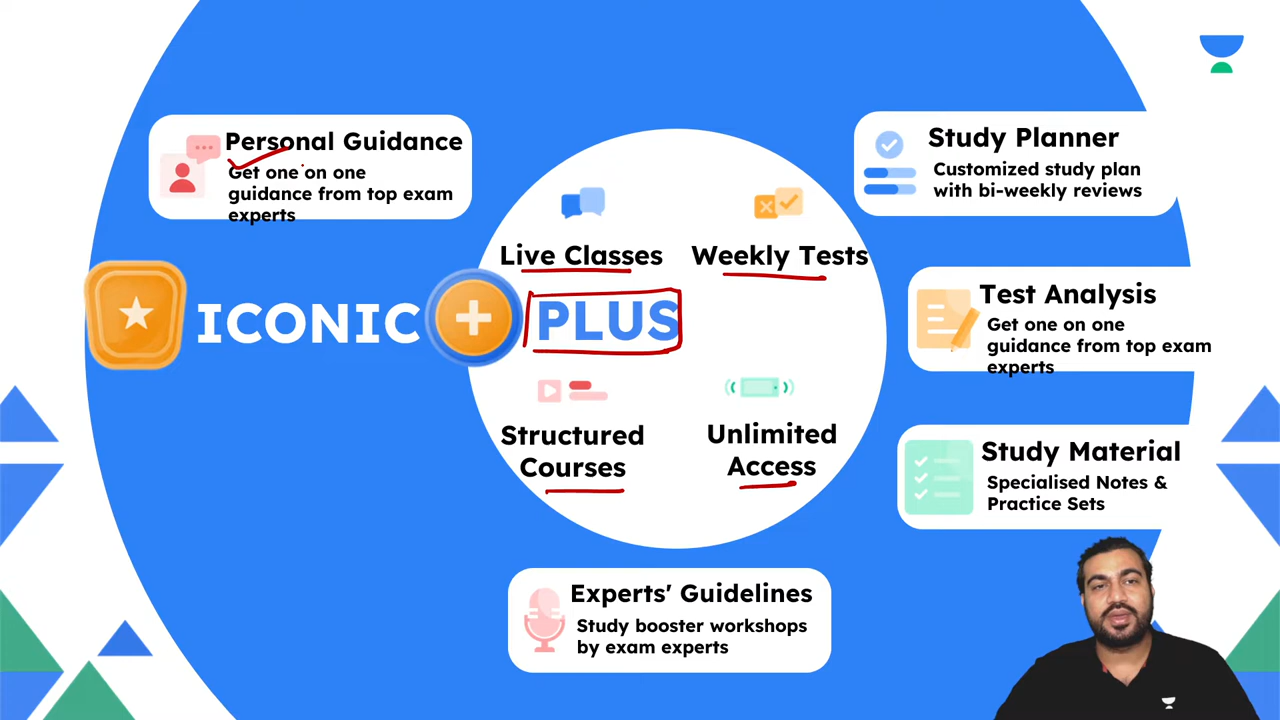 Personal Guidance
Get one on one
guidance from top exam
experts
Study Planner
Customized study plan
with bi-weekly reviews
Live Classes
Weekly Tests
ICONIC
PLUS
Test Analysis
Get one on one
guidance from top exam
experts
Structured
Courses
Unlimited
Access
Study Material
Specialised Notes &
Practice Sets
Experts' Guidelines
Study booster workshops
by exam experts